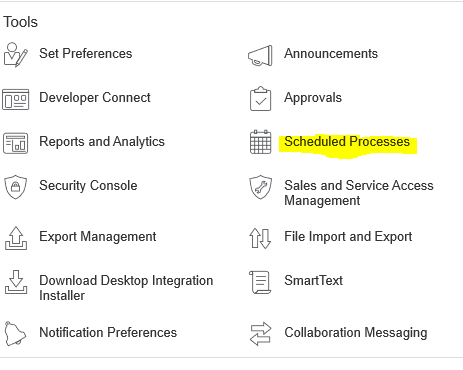 Tools
Set Preferences
Announcements
Developer Connect
Approvals
Reports and Analytics
Scheduled Processes
Security Console
Sales and Service Access
Management
Export Management
File Import and Export
Download Desktop Integration
Installer
SmartText
Notification Preferences
Collaboration Messaging